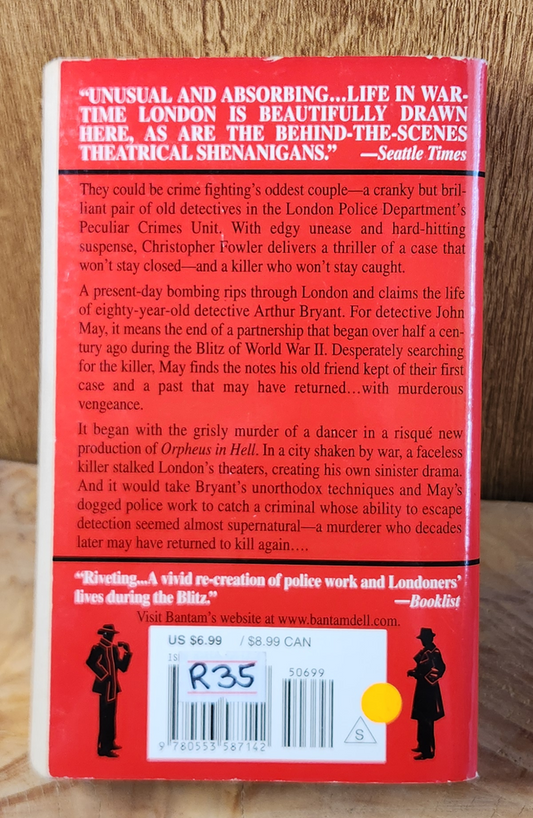 “UNUSUAL AND ABSORBING...LIFE IN WAR-
TIME LONDON IS BEAUTIFULLY DRAWN
HERE, AS ARE THE BEHIND-THE-SCENES
THEATRICAL SHENANIGANS.” —Seattle Times
They could be crime fighting’s oddest couple—a cranky but bril-
liant pair of old detectives in the London Police Department’s
Peculiar Crimes Unit. With edgy unease and hard-hitting
suspense, Christopher Fowler delivers a thriller of a case that
won’t stay closed—and a killer who won’t stay caught.
A present-day bombing rips through London and claims the life
of eighty-year-old detective Arthur Bryant. For detective John
May, it means the end of a partnership that began over half a cen-
tury ago during the Blitz of World War II. Desperately searching
for the killer, May finds the notes his old friend kept of their first
case and a past that may have returned...with murderous
vengeance.
It began with the grisly murder of a dancer in a risqué new
production of Orpheus in Hell. In a city shaken by war, a faceless
killer stalked London’s theaters, creating his own sinister drama.
And it would take Bryant’s unorthodox techniques and May’s
dogged police work to catch a criminal whose ability to escape
detection seemed almost supernatural—a murderer who decades
later may have returned to kill again....
“Riveting...A vivid re-creation of police work and Londoners’
lives during the Blitz.” —Booklist
Visit Bantam’s website at www.bantamdell.com.
US $6.99 / $8.99 CAN
IS
R35
50699
9 780553 587142
S